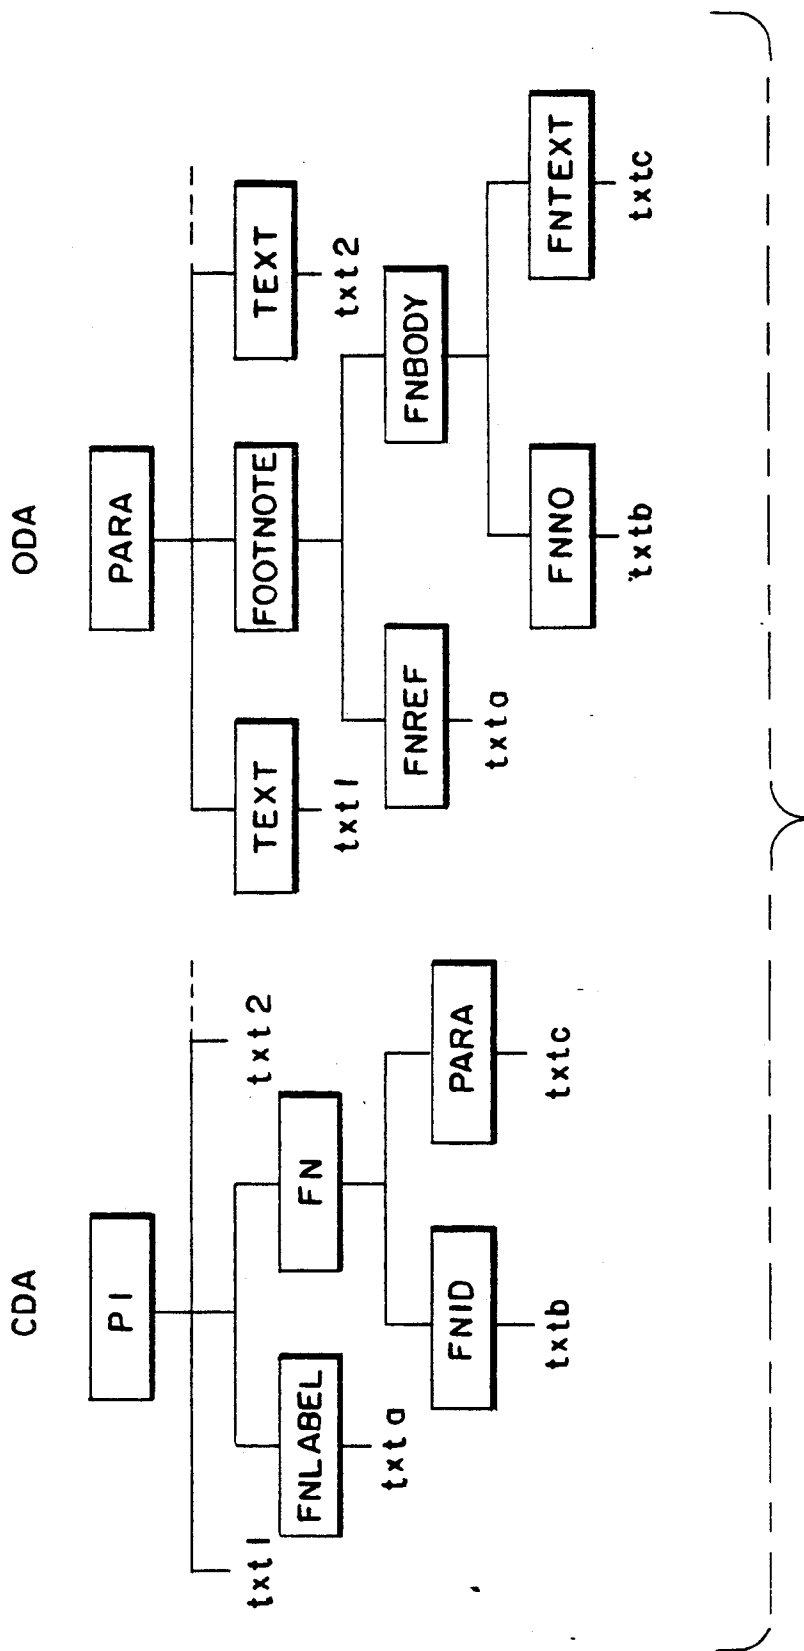 CDA
P1
txt1
txt2
FNLABEL
FN
txta
FNID
PARA
txtb
txtc
ODA
PARA
TEXT
FOOTNOTE
TEXT
txt1
txt2
FNREF
FNBODY
txta
FNNO
FNTEXT
txtb
txtc